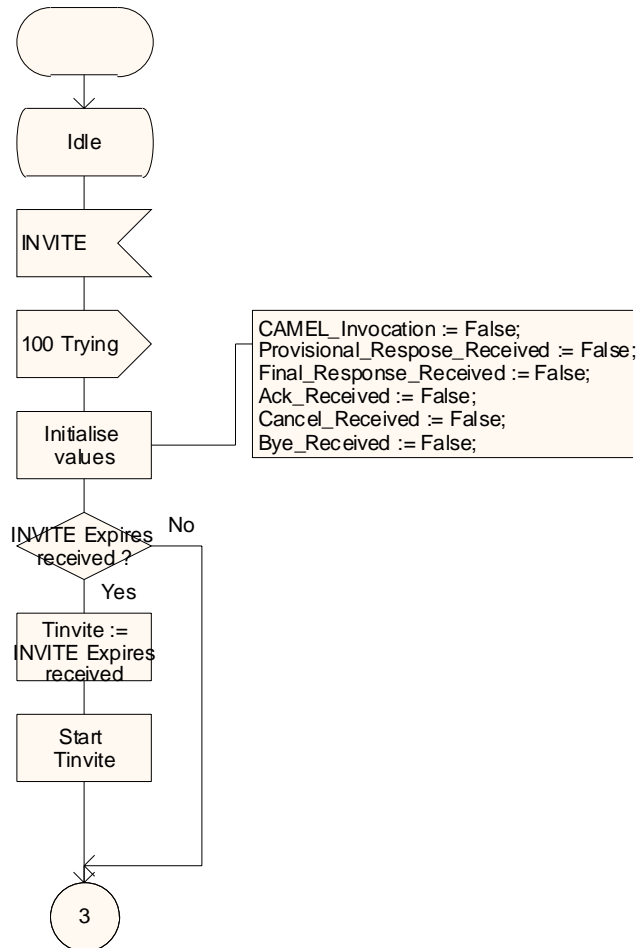 Idle
INVITE
100 Trying
CAMEL_Invocation := False;
Provisional_Respose_Received := False;
Final_Response_Received := False;
Ack_Received := False;
Cancel_Received := False;
Bye_Received := False;
Initialise
values
INVITE Expires
received ?
No
Yes
Tinvite :=
INVITE Expires
received
Start
Tinvite
3